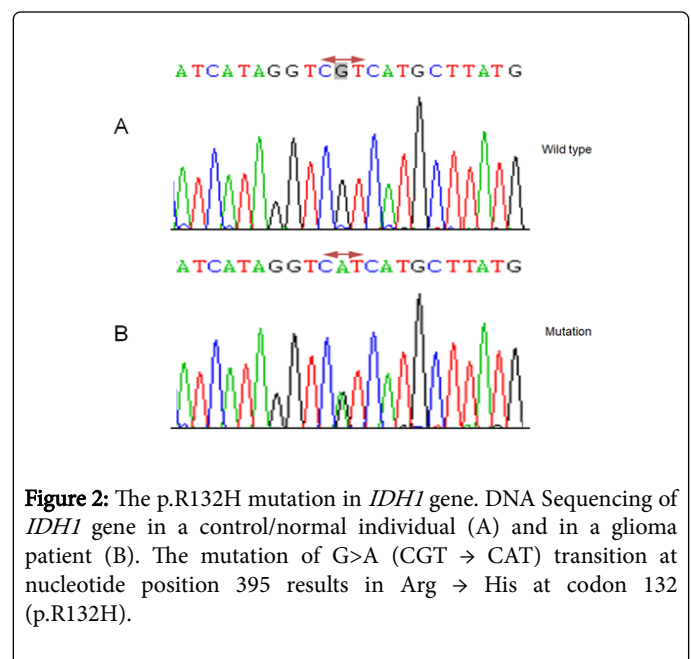 ATCATAGGTCGTCATGCTTATG
A
Wild type
ATCATAGGTCATCATGCTTATG
B
Mutation
Figure 2: The p.R132H mutation in IDH1 gene. DNA Sequencing of
IDH1 gene in a control/normal individual (A) and in a glioma
patient (B). The mutation of G>A (CGT → CAT) transition at
nucleotide position 395 results in Arg → His at codon 132
(p.R132H).